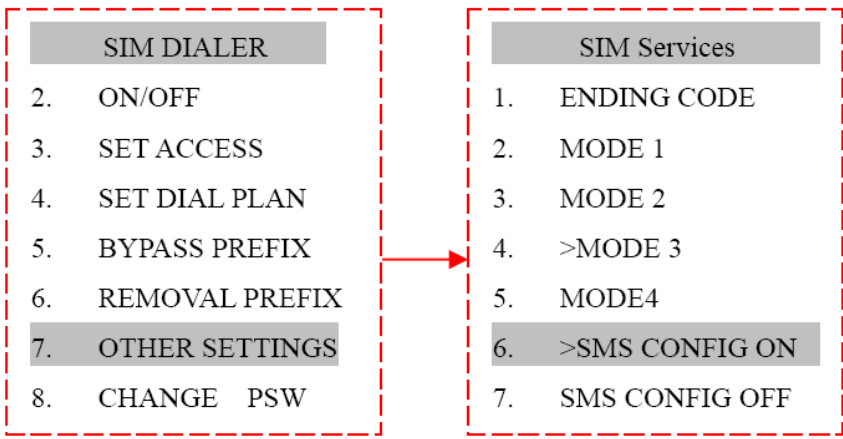 SIM DIALER
2. ON/OFF
3. SET ACCESS
4. SET DIAL PLAN
5. BYPASS PREFIX
6. REMOVAL PREFIX
7. OTHER SETTINGS
8. CHANGE PSW
SIM Services
1. ENDING CODE
2. MODE 1
3. MODE 2
4. >MODE 3
5. MODE4
6. >SMS CONFIG ON
7. SMS CONFIG OFF